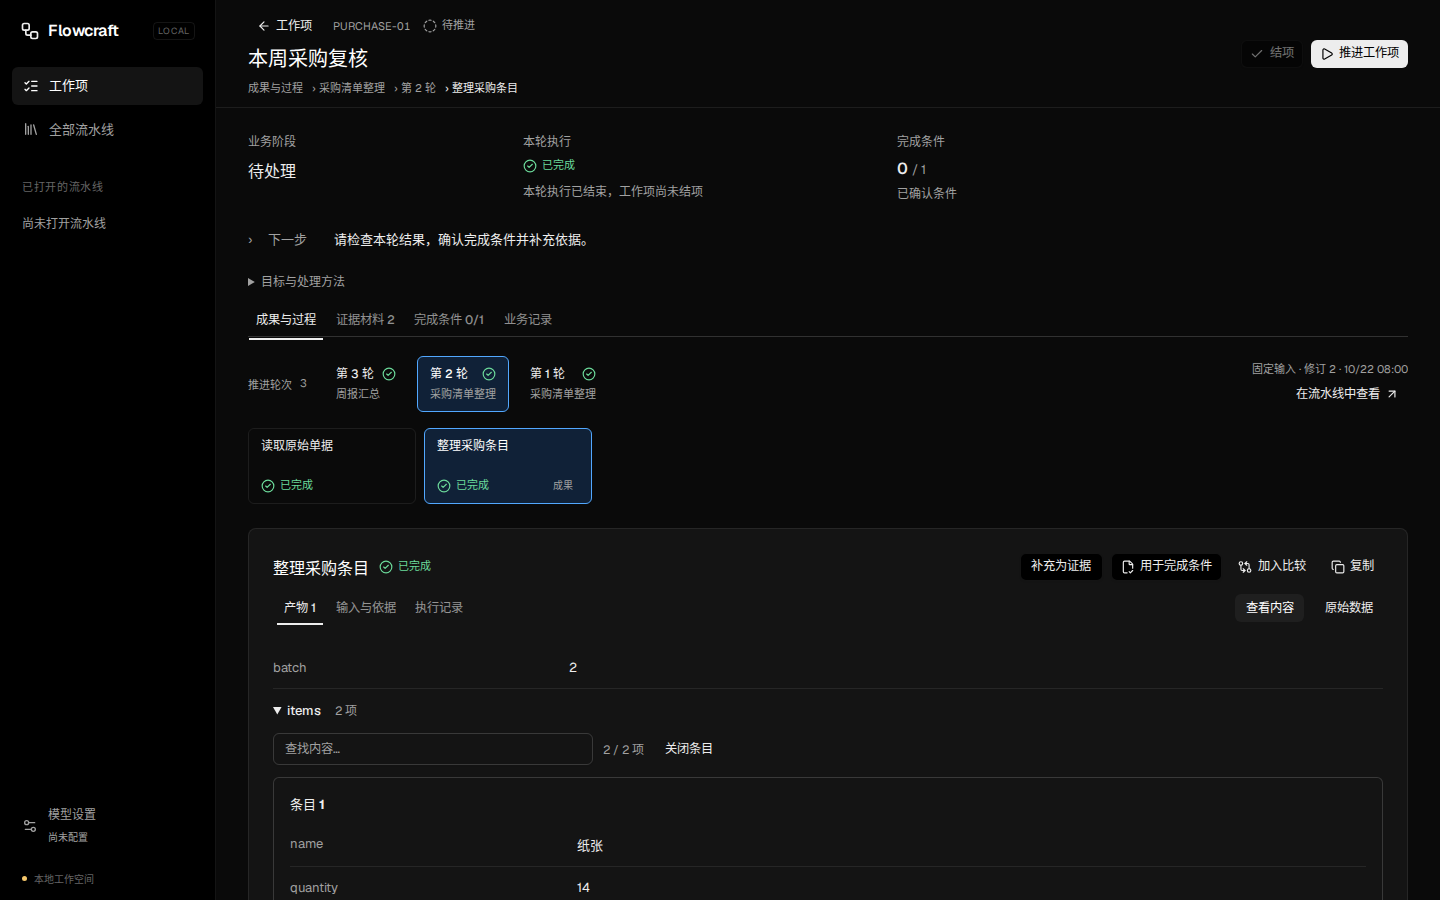 Flowcraft LOCAL
工作项
全部流水线
已打开的流水线
尚未打开流水线
模型设置
尚未配置
本地工作空间
工作项 PURCHASE-01 待推进
本周采购复核
成果与过程 › 采购清单整理 › 第 2 轮 › 整理采购条目
结项 推进工作项
业务阶段
待处理
本轮执行
已完成
本轮执行已结束，工作项尚未结项
完成条件
0 / 1
已确认条件
› 下一步 请检查本轮结果，确认完成条件并补充依据。
目标与处理方法
成果与过程 证据材料 2 完成条件 0/1 业务记录
推进轮次 3
第 3 轮
周报汇总
第 2 轮
采购清单整理
第 1 轮
采购清单整理
固定输入 · 修订 2 · 10/22 08:00
在流水线中查看
读取原始单据
已完成
整理采购条目
已完成 成果
整理采购条目 已完成
补充为证据 用于完成条件 加入比较 复制
产物 1 输入与依据 执行记录
查看内容 原始数据
batch 2
items 2 项
查找内容… 2 / 2 项 关闭条目
条目 1
name 纸张
quantity 14